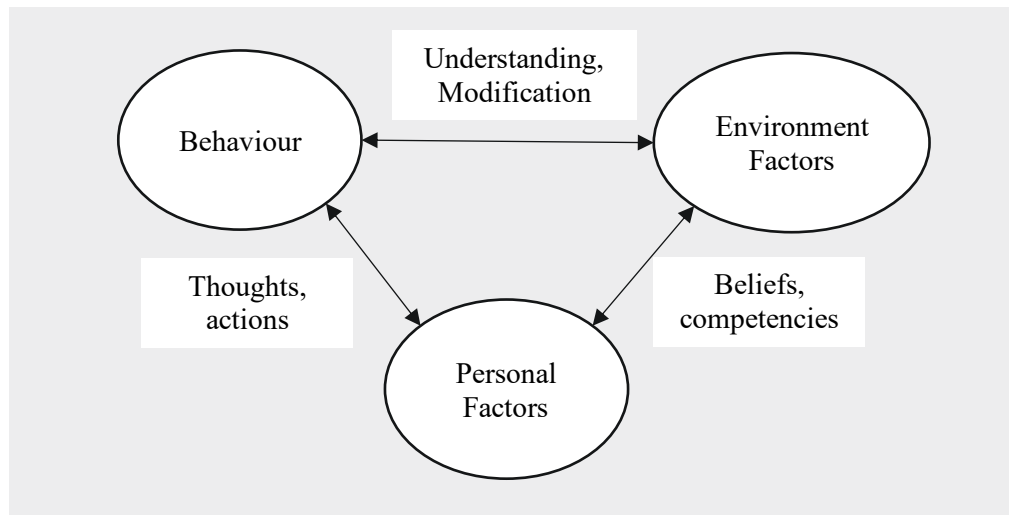 Understanding,
Modification
Behaviour
Environment
Factors
Thoughts,
actions
Beliefs,
competencies
Personal
Factors